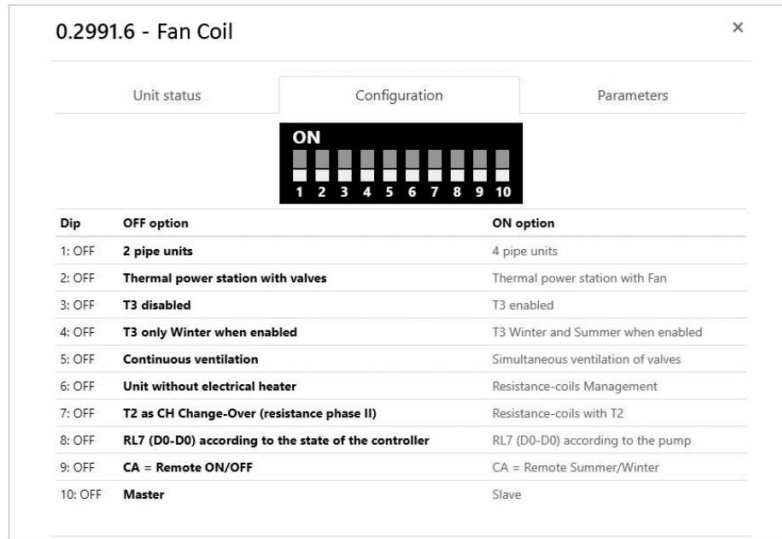 0.2991.6 - Fan Coil ×
Unit status Configuration Parameters
ON
1 2 3 4 5 6 7 8 9 10
Dip OFF option ON option
1: OFF 2 pipe units 4 pipe units
2: OFF Thermal power station with valves Thermal power station with Fan
3: OFF T3 disabled T3 enabled
4: OFF T3 only Winter when enabled T3 Winter and Summer when enabled
5: OFF Continuous ventilation Simultaneous ventilation of valves
6: OFF Unit without electrical heater Resistance-coils Management
7: OFF T2 as CH Change-Over (resistance phase II) Resistance-coils with T2
8: OFF RL7 (D0-D0) according to the state of the controller RL7 (D0-D0) according to the pump
9: OFF CA = Remote ON/OFF CA = Remote Summer/Winter
10: OFF Master Slave